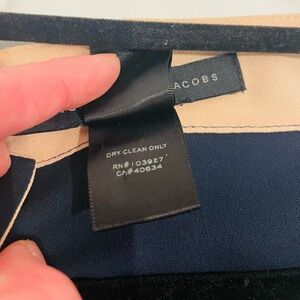 ACOBS
DRY CLEAN ONLY
RN# 103927
CA# 40634